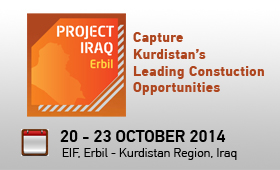 PROJECT
IRAQ
Erbil
Capture
Kurdistan's
Leading Constuction
Opportunities
20 - 23 OCTOBER 2014
EIF, Erbil - Kurdistan Region, Iraq